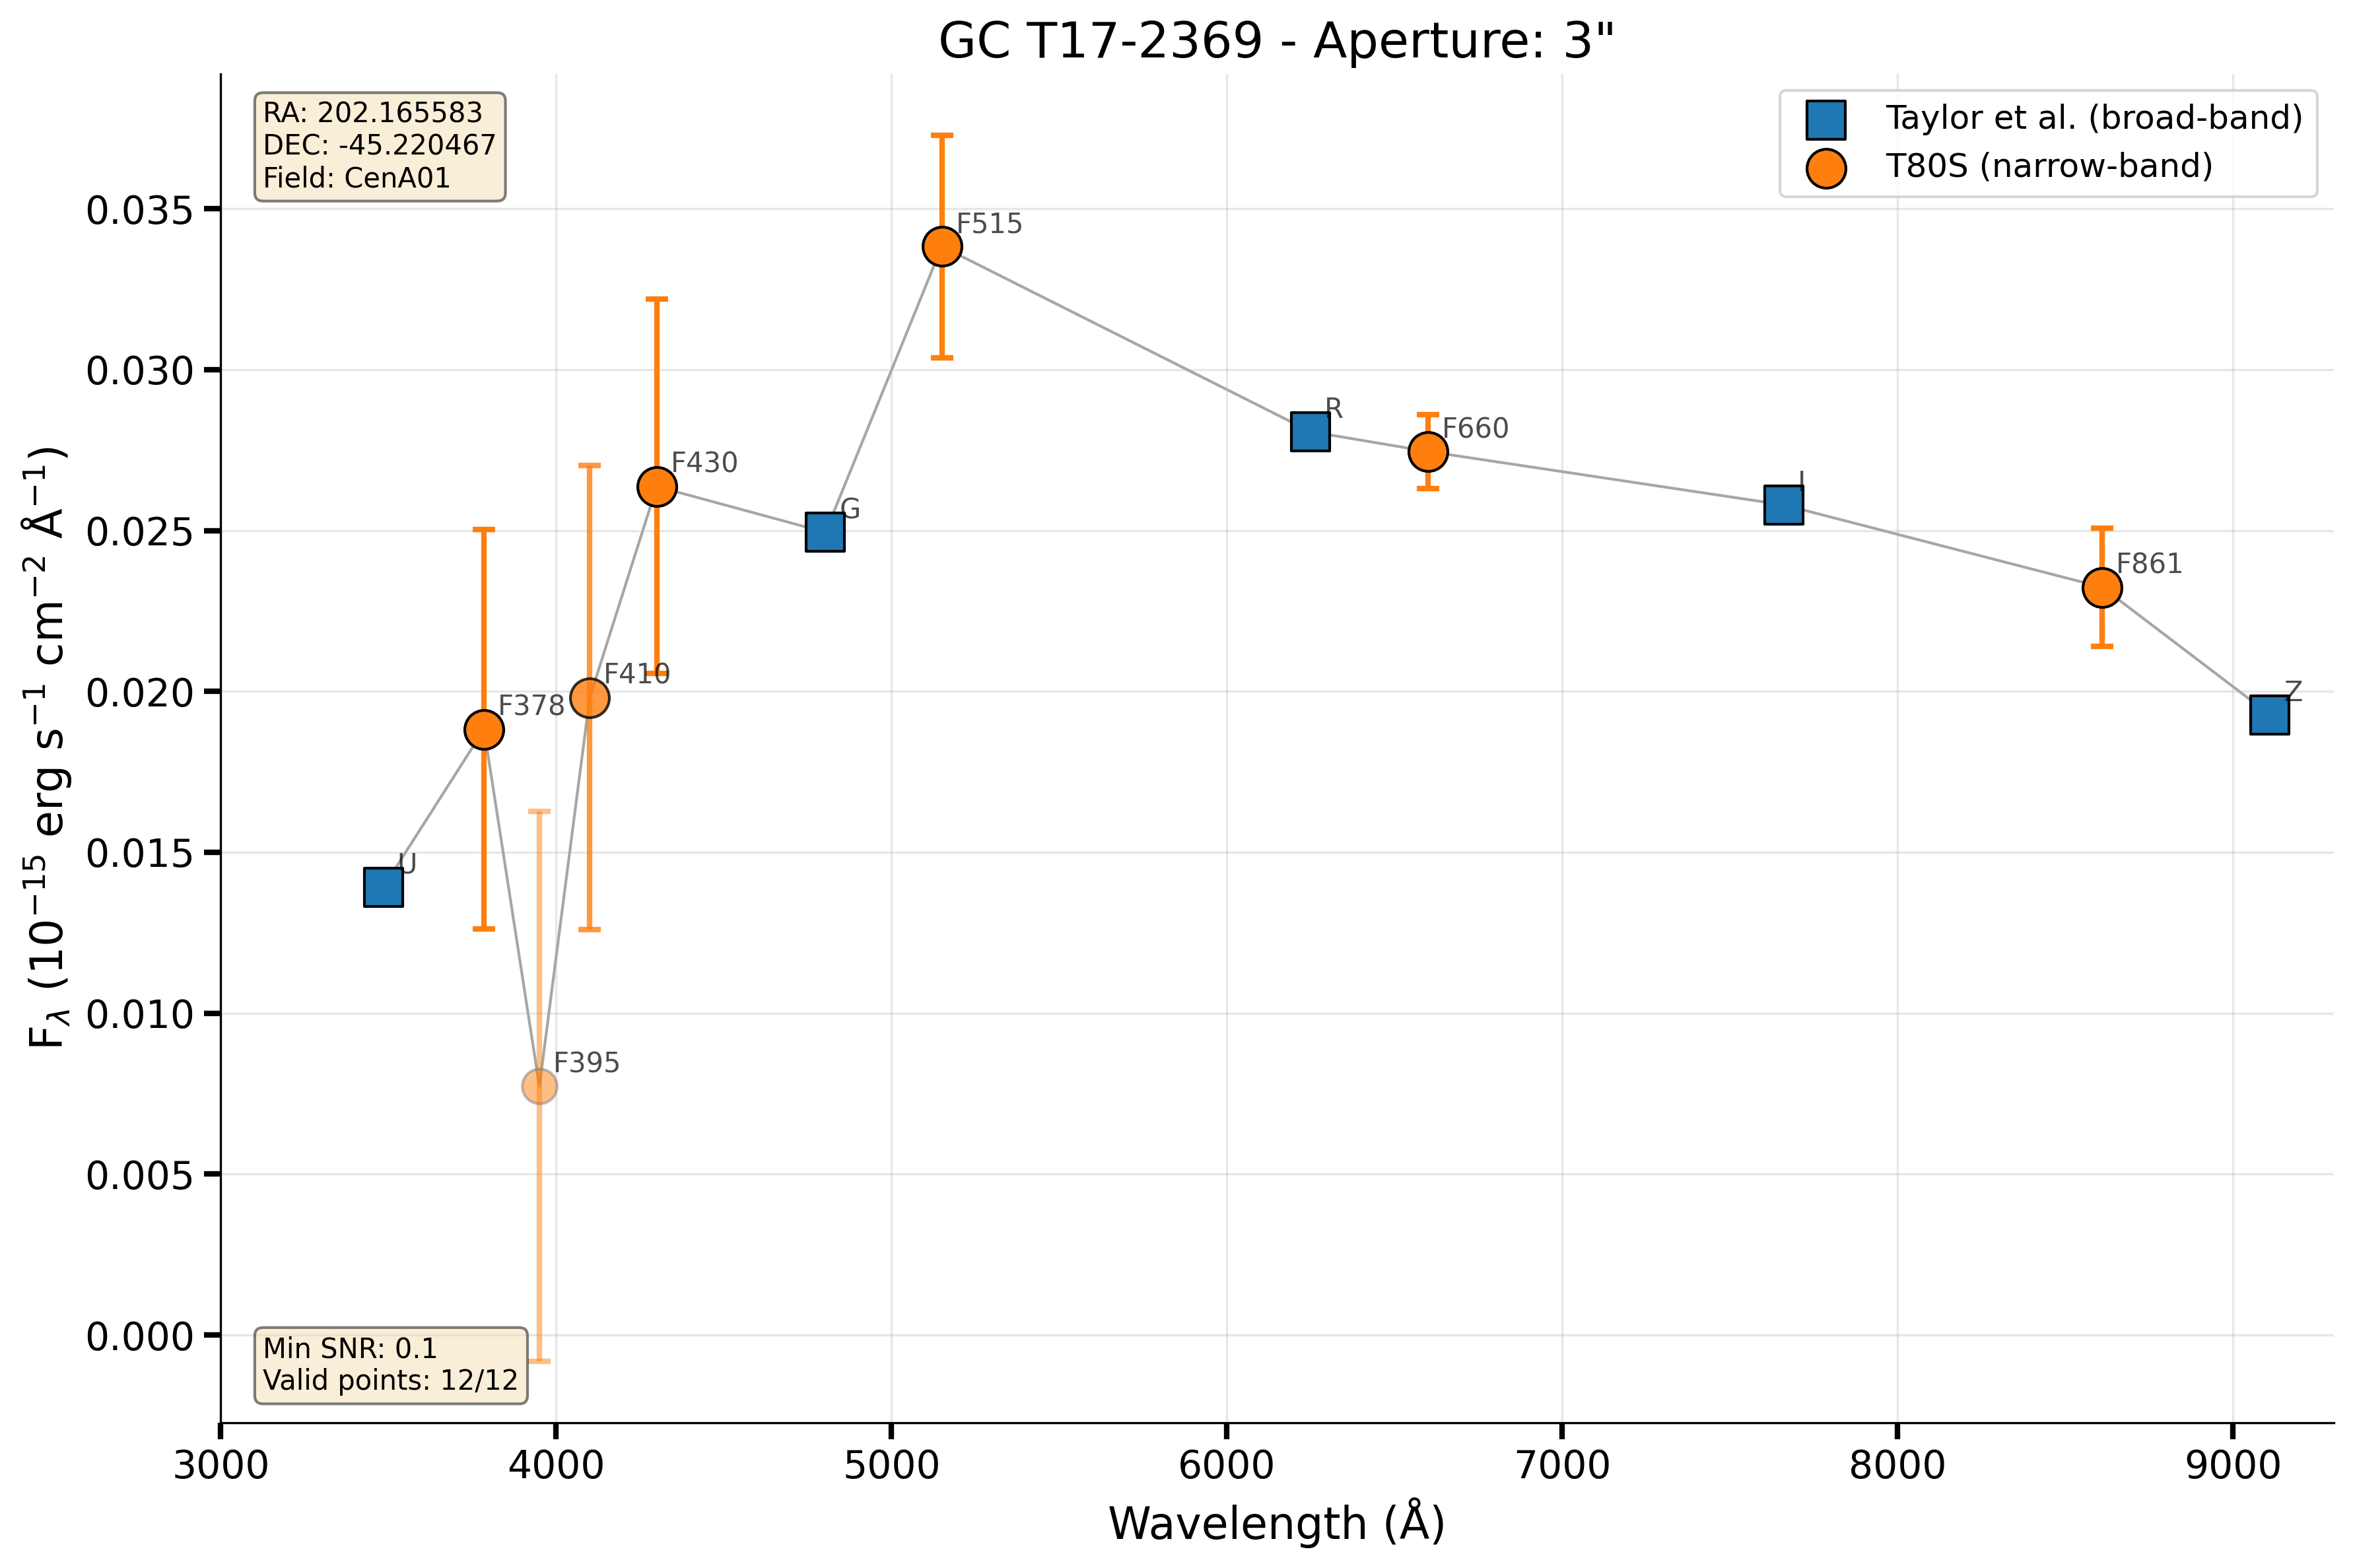 GC T17-2369 - Aperture: 3"
RA: 202.165583
DEC: -45.220467
Field: CenA01
Taylor et al. (broad-band)
T80S (narrow-band)
F515
R
F660
I
F430
G
F861
F410
F378
Z
U
F395
Min SNR: 0.1
Valid points: 12/12
0.035
0.030
0.025
0.020
0.015
0.010
0.005
0.000
F_λ (10⁻¹⁵ erg s⁻¹ cm⁻² Å⁻¹)
3000 4000 5000 6000 7000 8000 9000
Wavelength (Å)